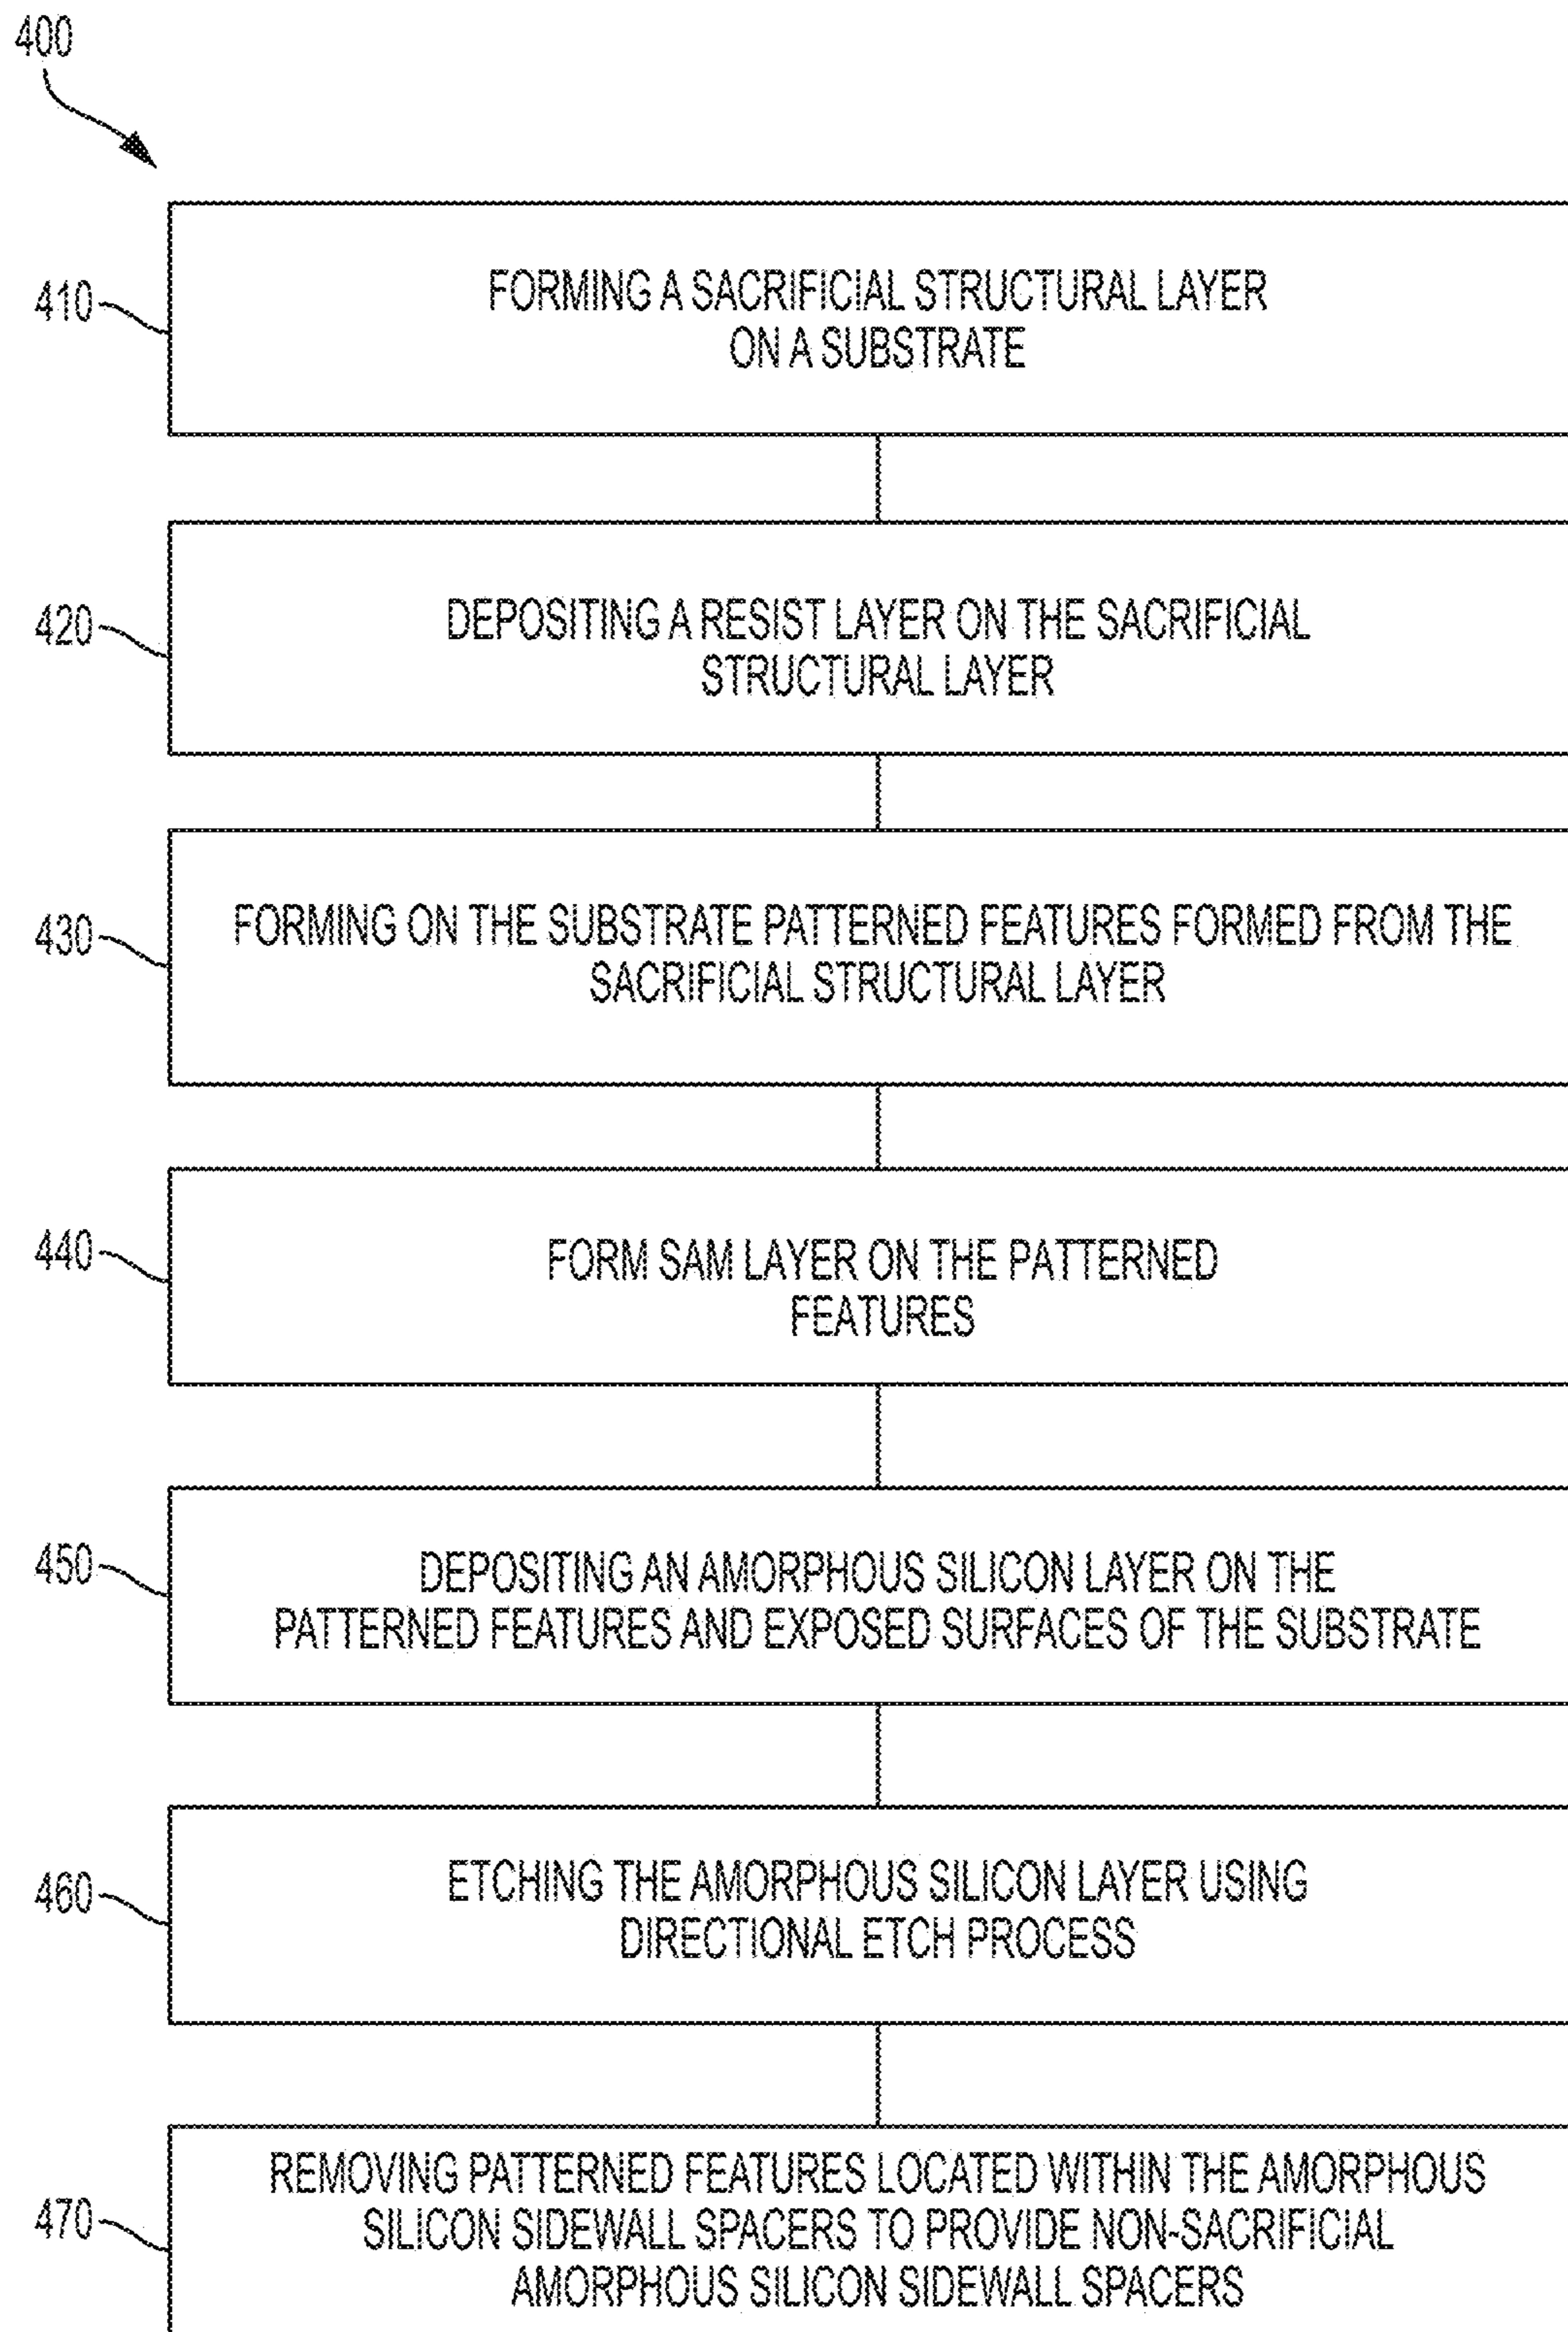 400
410
FORMING A SACRIFICIAL STRUCTURAL LAYER
ON A SUBSTRATE
420
DEPOSITING A RESIST LAYER ON THE SACRIFICIAL
STRUCTURAL LAYER
430
FORMING ON THE SUBSTRATE PATTERNED FEATURES FORMED FROM THE
SACRIFICIAL STRUCTURAL LAYER
440
FORM SAM LAYER ON THE PATTERNED
FEATURES
450
DEPOSITING AN AMORPHOUS SILICON LAYER ON THE
PATTERNED FEATURES AND EXPOSED SURFACES OF THE SUBSTRATE
460
ETCHING THE AMORPHOUS SILICON LAYER USING
DIRECTIONAL ETCH PROCESS
470
REMOVING PATTERNED FEATURES LOCATED WITHIN THE AMORPHOUS
SILICON SIDEWALL SPACERS TO PROVIDE NON-SACRIFICIAL
AMORPHOUS SILICON SIDEWALL SPACERS